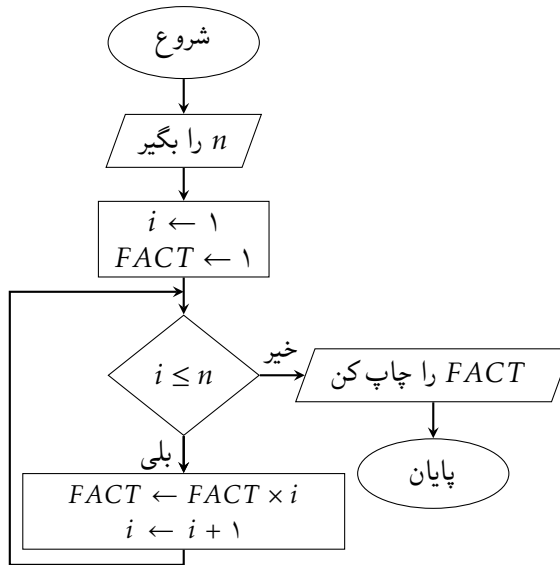 شروع
n را بگیر
i ← ۱
FACT ← ۱
i ≤ n
خیر
FACT را چاپ کن
بلی
پایان
FACT ← FACT × i
i ← i + ۱